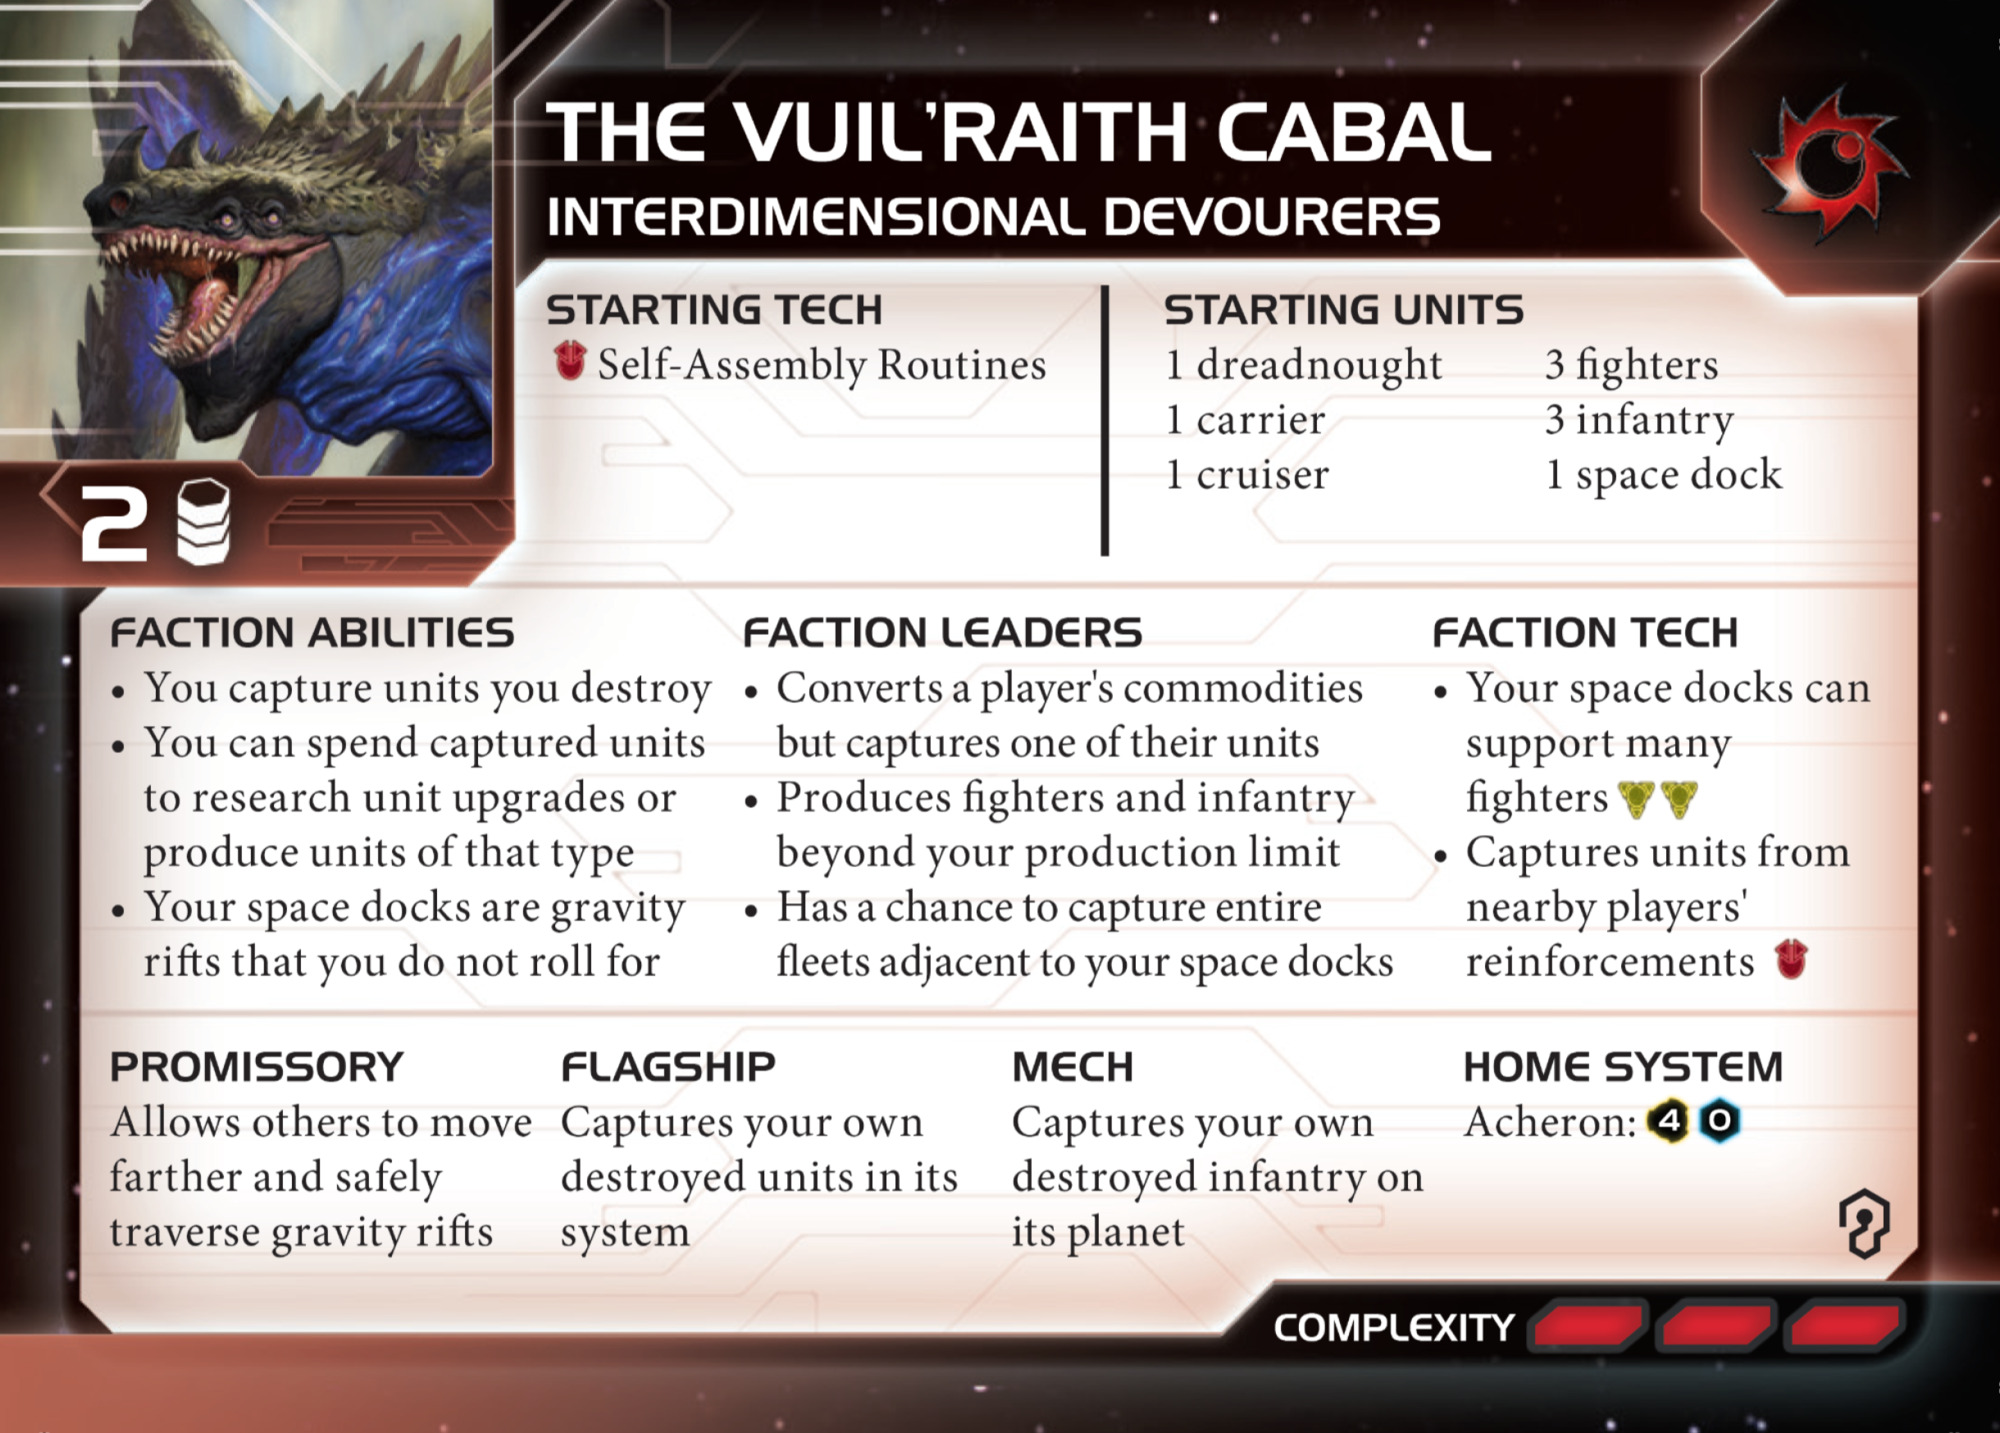 THE VUIL'RAITH CABAL
INTERDIMENSIONAL DEVOURERS
STARTING TECH
Self-Assembly Routines
STARTING UNITS
1 dreadnought
1 carrier
1 cruiser
3 fighters
3 infantry
1 space dock
2
FACTION ABILITIES
• You capture units you destroy
• You can spend captured units
to research unit upgrades or
produce units of that type
• Your space docks are gravity
rifts that you do not roll for
FACTION LEADERS
• Converts a player's commodities
but captures one of their units
• Produces fighters and infantry
beyond your production limit
• Has a chance to capture entire
fleets adjacent to your space docks
FACTION TECH
• Your space docks can
support many
fighters
• Captures units from
nearby players'
reinforcements
PROMISSORY
Allows others to move
farther and safely
traverse gravity rifts
FLAGSHIP
Captures your own
destroyed units in its
system
MECH
Captures your own
destroyed infantry on
its planet
HOME SYSTEM
Acheron: 4 0
COMPLEXITY